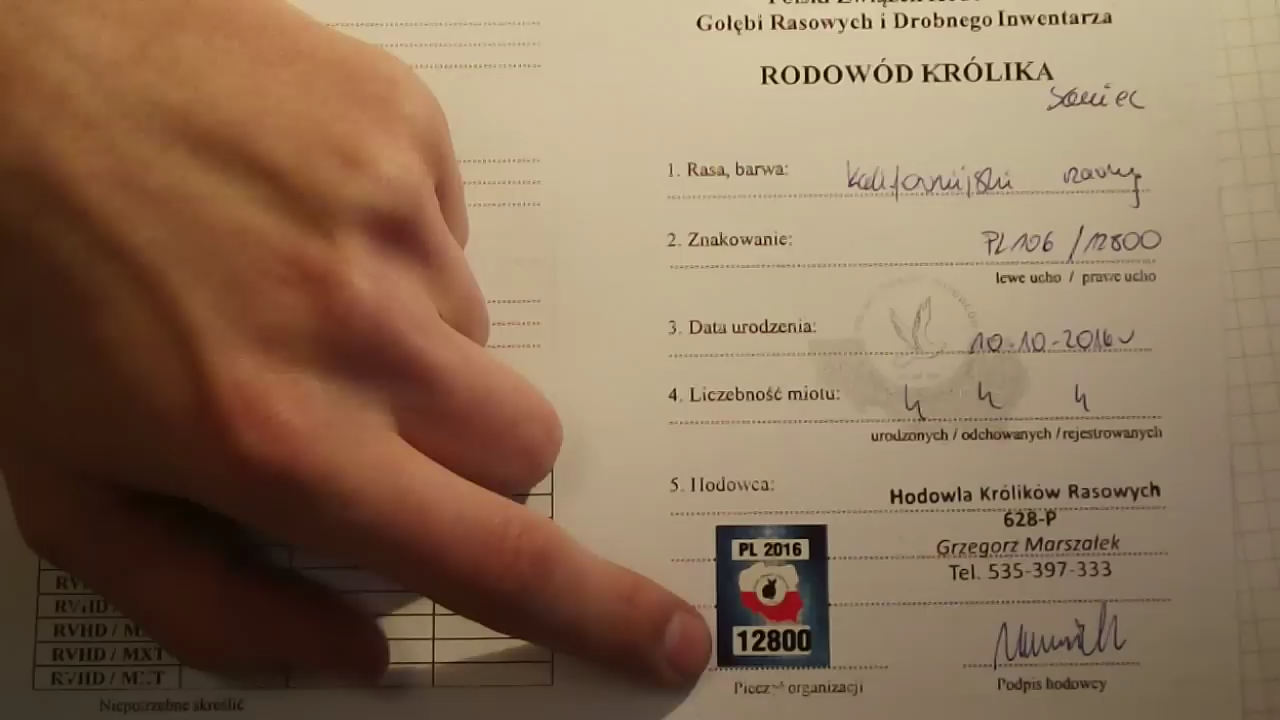 Gołębi Rasowych i Drobnego Inwentarza
RODOWÓD KRÓLIKA
Samiec
1. Rasa, barwa: kalifornijski czarny
2. Znakowanie: PL106 / 12800
lewe ucho / prawe ucho
3. Data urodzenia: 10.10.2016
4. Liczebność miotu: 4 4 4
urodzonych / odchowanych / rejestrowanych
5. Hodowca:
Hodowla Królików Rasowych
628-P
Grzegorz Marszałek
Tel. 535-397-333
PL 2016
12800
Pieczęć organizacji
Podpis hodowcy
RVHD / MXT
RVHD / MXT
Niepotrzebne skreślić